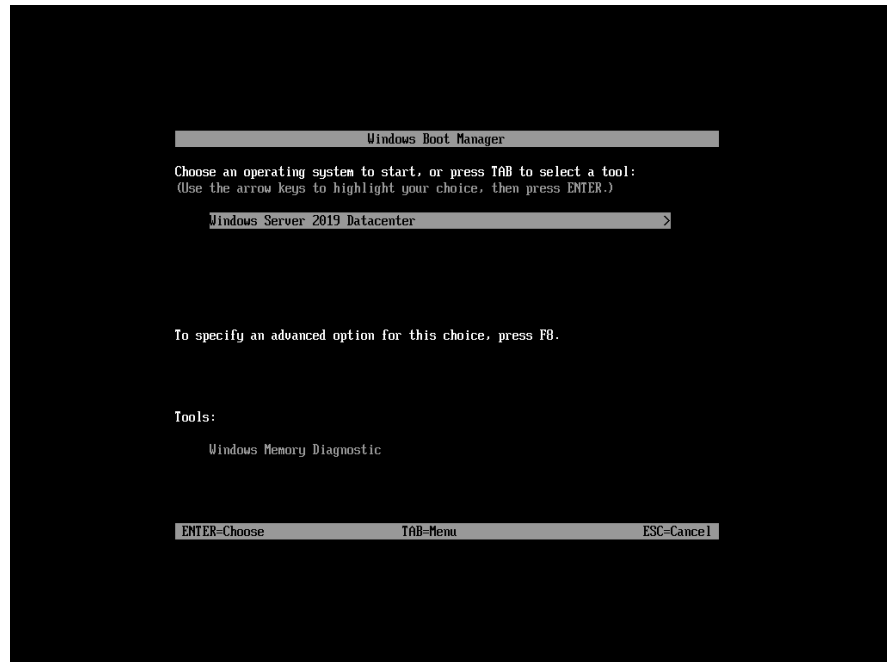 Windows Boot Manager
Choose an operating system to start, or press TAB to select a tool:
(Use the arrow keys to highlight your choice, then press ENTER.)
Windows Server 2019 Datacenter >
To specify an advanced option for this choice, press F8.
Tools:
Windows Memory Diagnostic
ENTER=Choose TAB=Menu ESC=Cancel